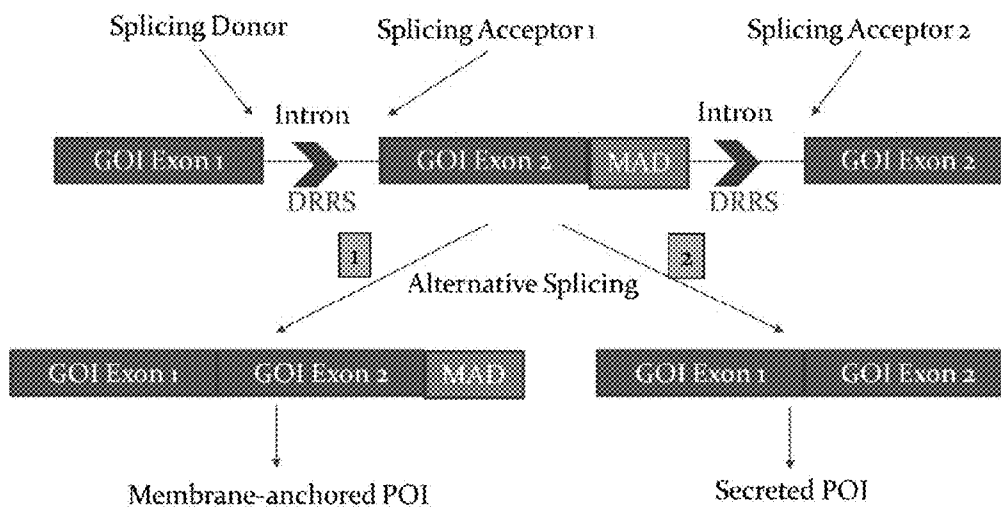 Splicing Donor
Splicing Acceptor 1
Splicing Acceptor 2
Intron
Intron
GOI Exon 1
GOI Exon 2
MAD
GOI Exon 2
DRRS
DRRS
1
2
Alternative Splicing
GOI Exon 1
GOI Exon 2
MAD
GOI Exon 1
GOI Exon 2
Membrane-anchored POI
Secreted POI